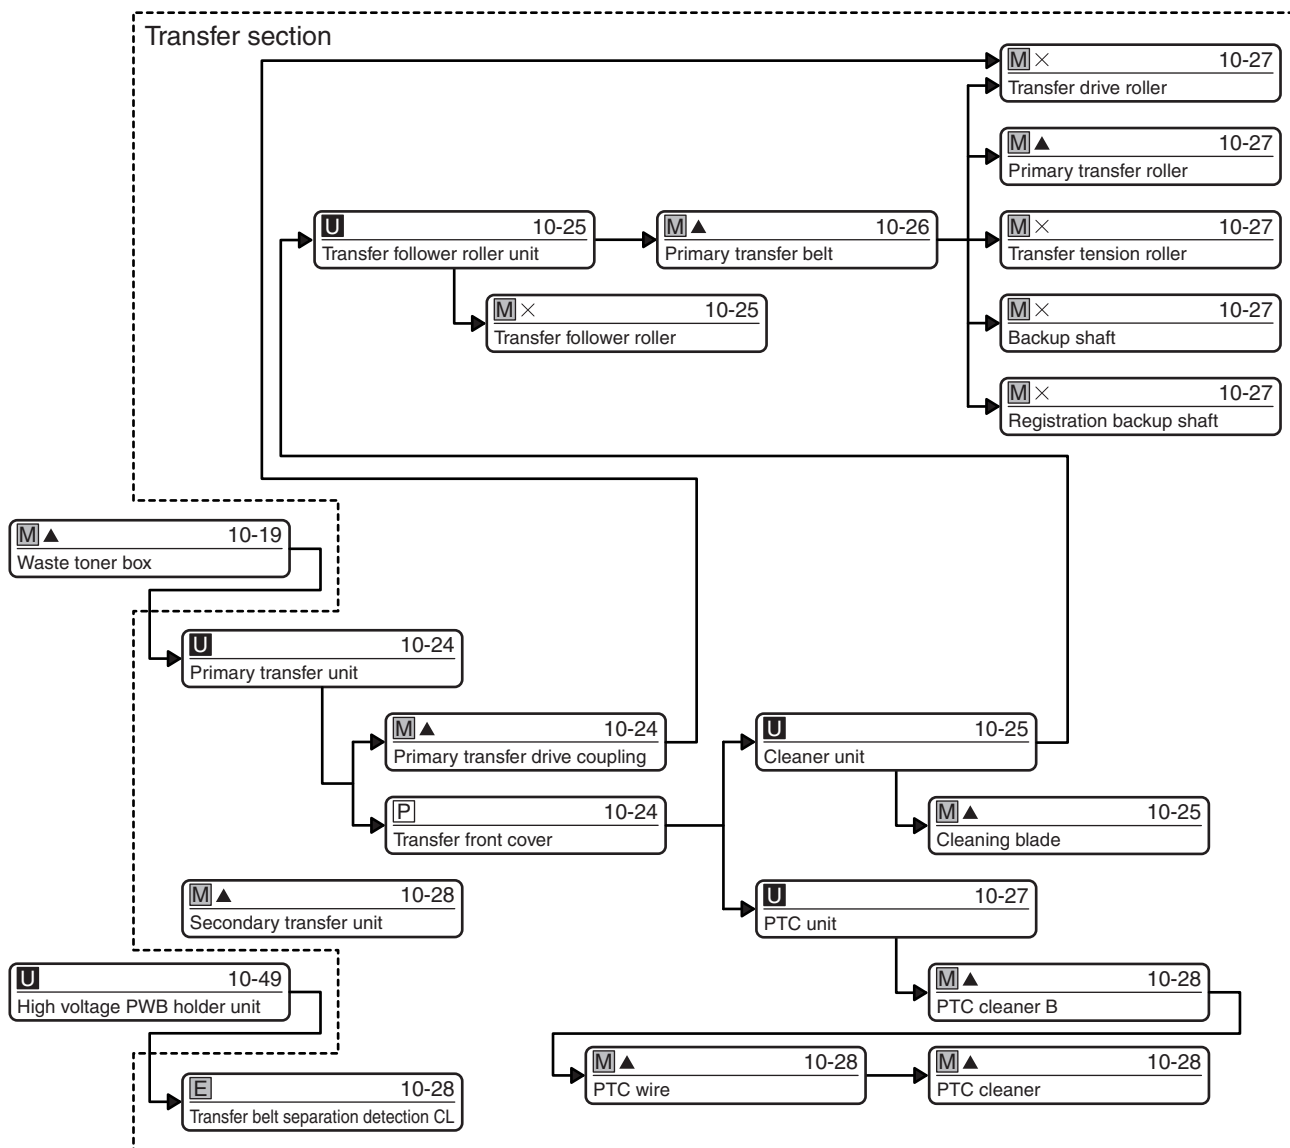 Transfer section
M × 10-27
Transfer drive roller
M ▲ 10-27
Primary transfer roller
U 10-25
Transfer follower roller unit
M ▲ 10-26
Primary transfer belt
M × 10-27
Transfer tension roller
M × 10-25
Transfer follower roller
M × 10-27
Backup shaft
M × 10-27
Registration backup shaft
M ▲ 10-19
Waste toner box
U 10-24
Primary transfer unit
M ▲ 10-24
Primary transfer drive coupling
U 10-25
Cleaner unit
P 10-24
Transfer front cover
M ▲ 10-25
Cleaning blade
M ▲ 10-28
Secondary transfer unit
U 10-27
PTC unit
U 10-49
High voltage PWB holder unit
M ▲ 10-28
PTC cleaner B
E 10-28
Transfer belt separation detection CL
M ▲ 10-28
PTC wire
M ▲ 10-28
PTC cleaner